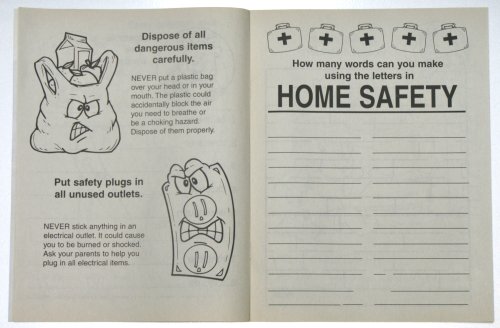 Dispose of all
dangerous items
carefully.
NEVER put a plastic bag
over your head or in your
mouth. The plastic could
accidentally block the air
you need to breathe or
be a choking hazard.
Dispose of them properly.
Put safety plugs in
all unused outlets.
NEVER stick anything in an
electrical outlet. It could cause
you to be burned or shocked.
Ask your parents to help you
plug in all electrical items.
How many words can you make
using the letters in
HOME SAFETY